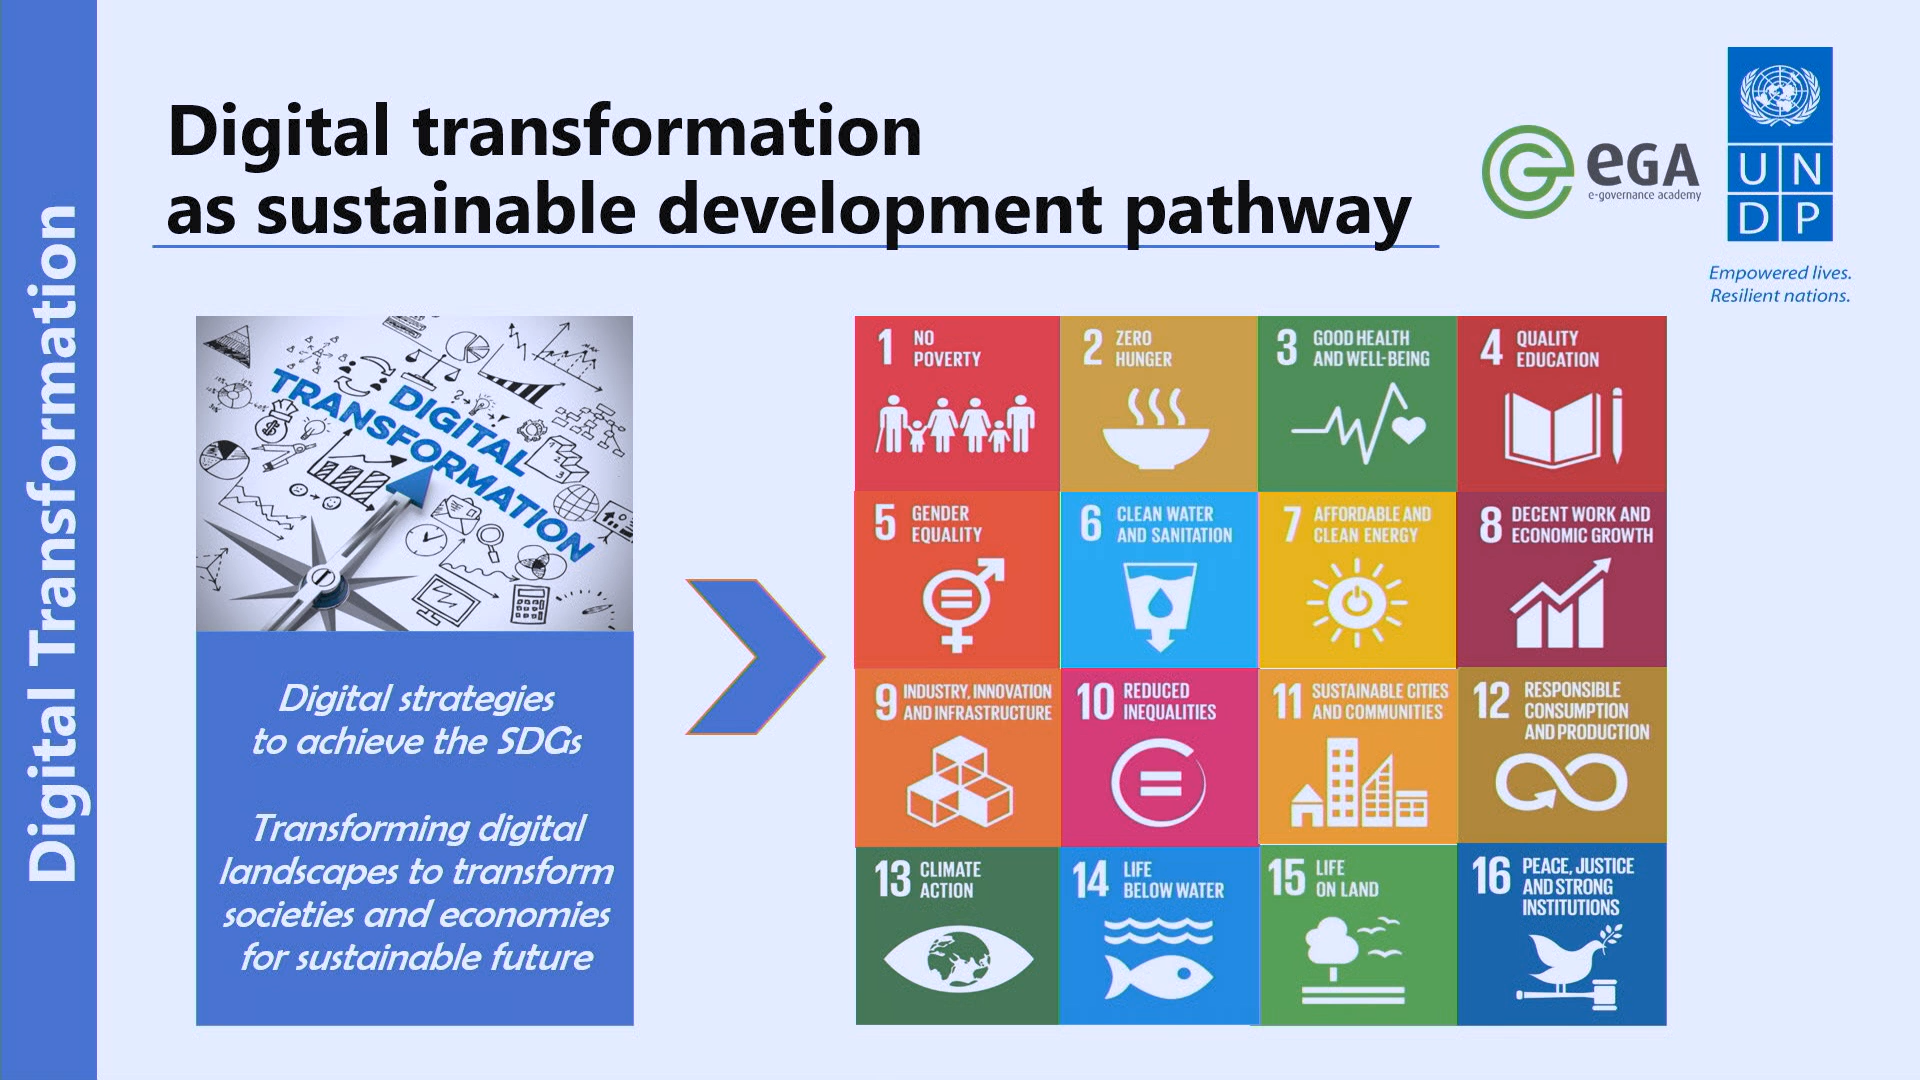 Digital Transformation
Digital transformation
as sustainable development pathway
eGA
e-governance academy
U N
D P
Empowered lives.
Resilient nations.
DIGITAL
TRANSFORMATION
Digital strategies
to achieve the SDGs
Transforming digital
landscapes to transform
societies and economies
for sustainable future
1 NO
POVERTY
2 ZERO
HUNGER
3 GOOD HEALTH
AND WELL-BEING
4 QUALITY
EDUCATION
5 GENDER
EQUALITY
6 CLEAN WATER
AND SANITATION
7 AFFORDABLE AND
CLEAN ENERGY
8 DECENT WORK AND
ECONOMIC GROWTH
9 INDUSTRY, INNOVATION
AND INFRASTRUCTURE
10 REDUCED
INEQUALITIES
11 SUSTAINABLE CITIES
AND COMMUNITIES
12 RESPONSIBLE
CONSUMPTION
AND PRODUCTION
13 CLIMATE
ACTION
14 LIFE
BELOW WATER
15 LIFE
ON LAND
16 PEACE, JUSTICE
AND STRONG
INSTITUTIONS